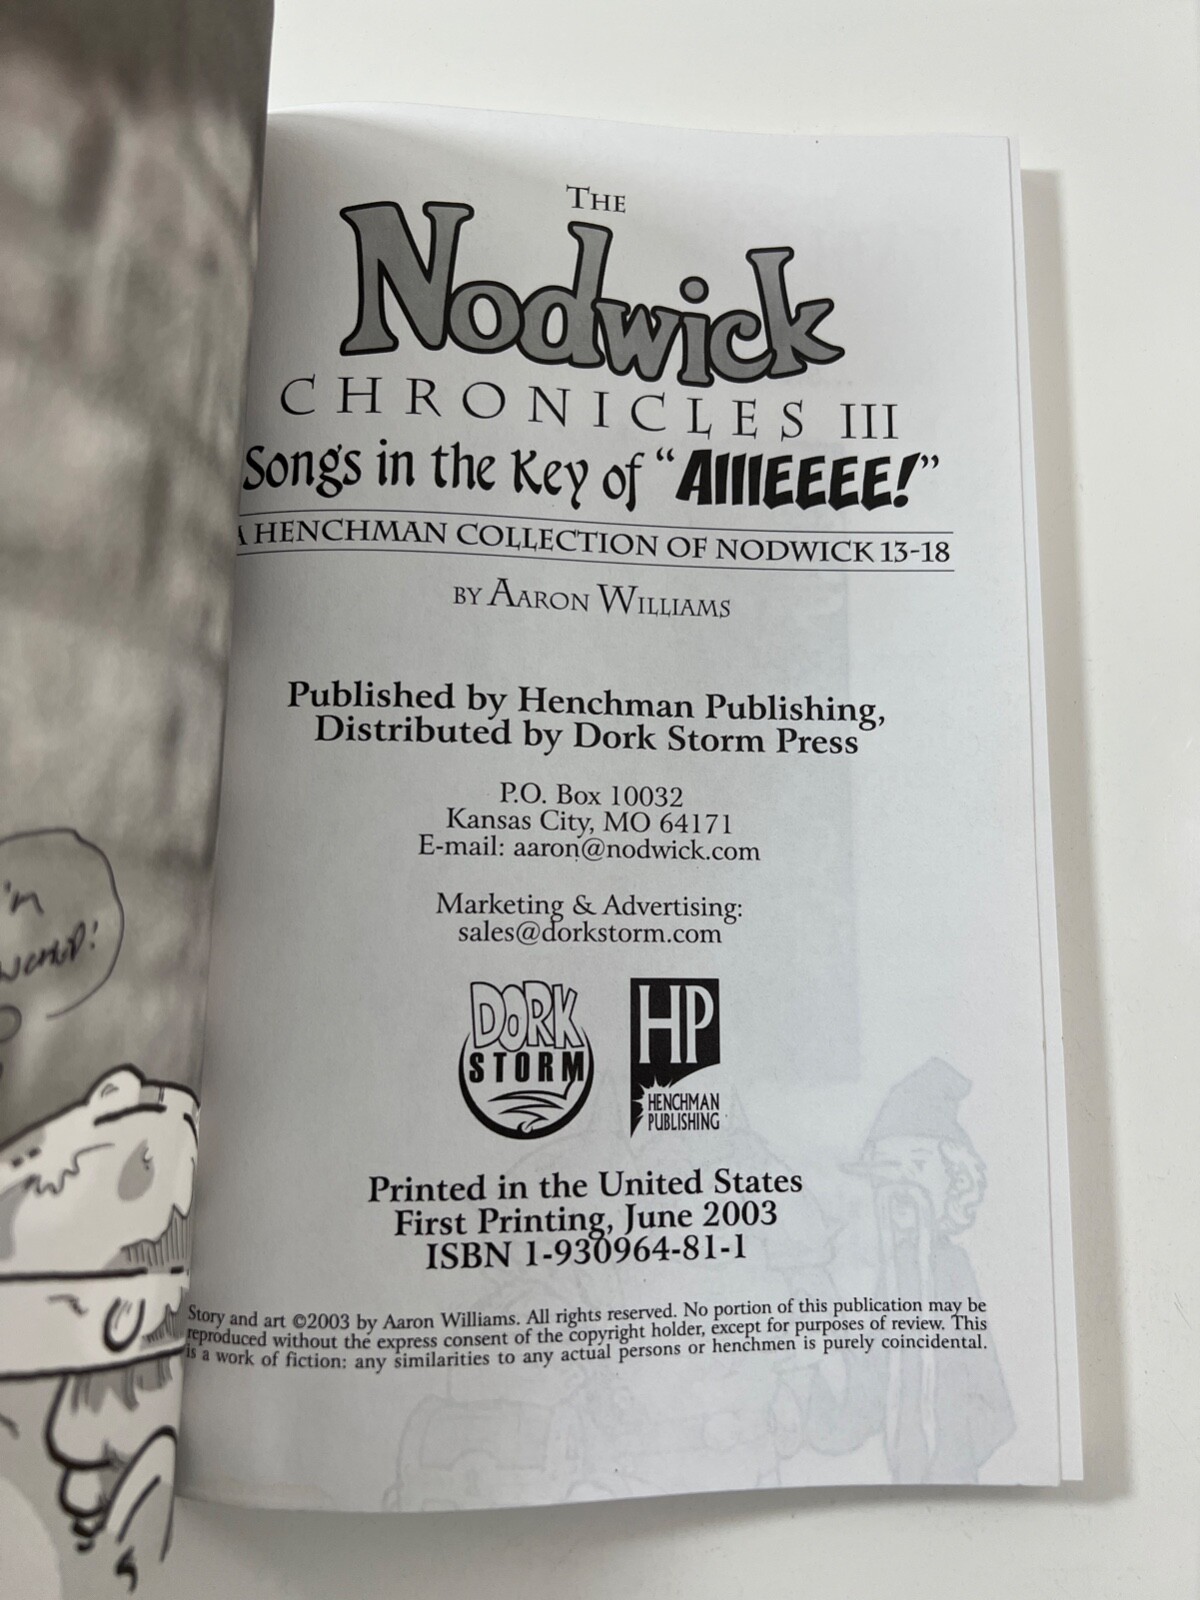 THE
Nodwick
CHRONICLES III
Songs in the Key of "AIIIEEEE!"
A HENCHMAN COLLECTION OF NODWICK 13-18
BY AARON WILLIAMS
Published by Henchman Publishing,
Distributed by Dork Storm Press
P.O. Box 10032
Kansas City, MO 64171
E-mail: aaron@nodwick.com
Marketing & Advertising:
sales@dorkstorm.com
DORK
STORM
HP
HENCHMAN
PUBLISHING
Printed in the United States
First Printing, June 2003
ISBN 1-930964-81-1
Story and art ©2003 by Aaron Williams. All rights reserved. No portion of this publication may be
reproduced without the express consent of the copyright holder, except for purposes of review. This
is a work of fiction: any similarities to any actual persons or henchmen is purely coincidental.